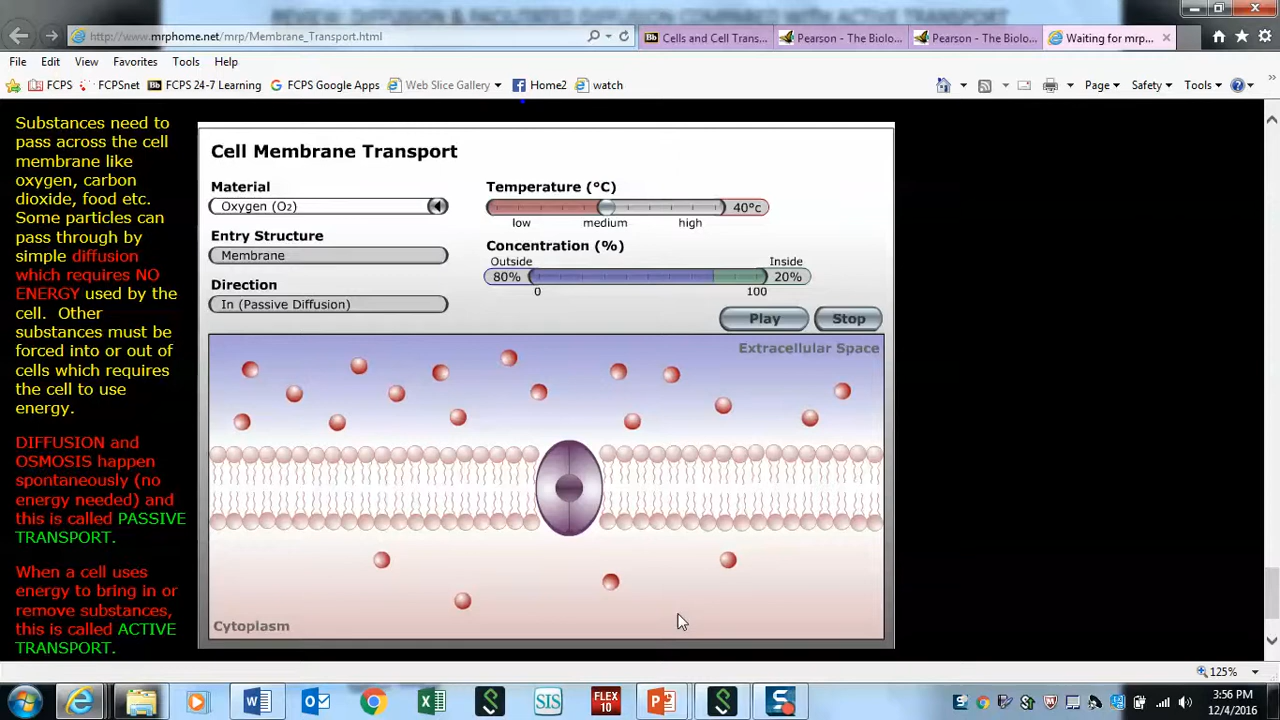 REVIEW: DIFFUSION & FACILITATED DIFFUSION
http://www.mrphome.net/mrp/Membrane_Transport.html
Cells and Cell Trans...
Pearson - The Biolo...
Pearson - The Biolo...
Waiting for mrp...
File Edit View Favorites Tools Help
FCPS FCPSnet Bb FCPS 24-7 Learning FCPS Google Apps Web Slice Gallery Home2 watch
Page Safety Tools
Substances need to
pass across the cell
membrane like
oxygen, carbon
dioxide, food etc.
Some particles can
pass through by
simple diffusion
which requires NO
ENERGY used by the
cell. Other
substances must be
forced into or out of
cells which requires
the cell to use
energy.
DIFFUSION and
OSMOSIS happen
spontaneously (no
energy needed) and
this is called PASSIVE
TRANSPORT.
When a cell uses
energy to bring in or
remove substances,
this is called ACTIVE
TRANSPORT.
Cell Membrane Transport
Material
Oxygen (O₂)
Entry Structure
Membrane
Direction
In (Passive Diffusion)
Temperature (°C)
40°c
low medium high
Concentration (%)
Outside Inside
80% 20%
0 100
Play Stop
Extracellular Space
Cytoplasm
125%
SIS
FLEX
10
3:56 PM
12/4/2016